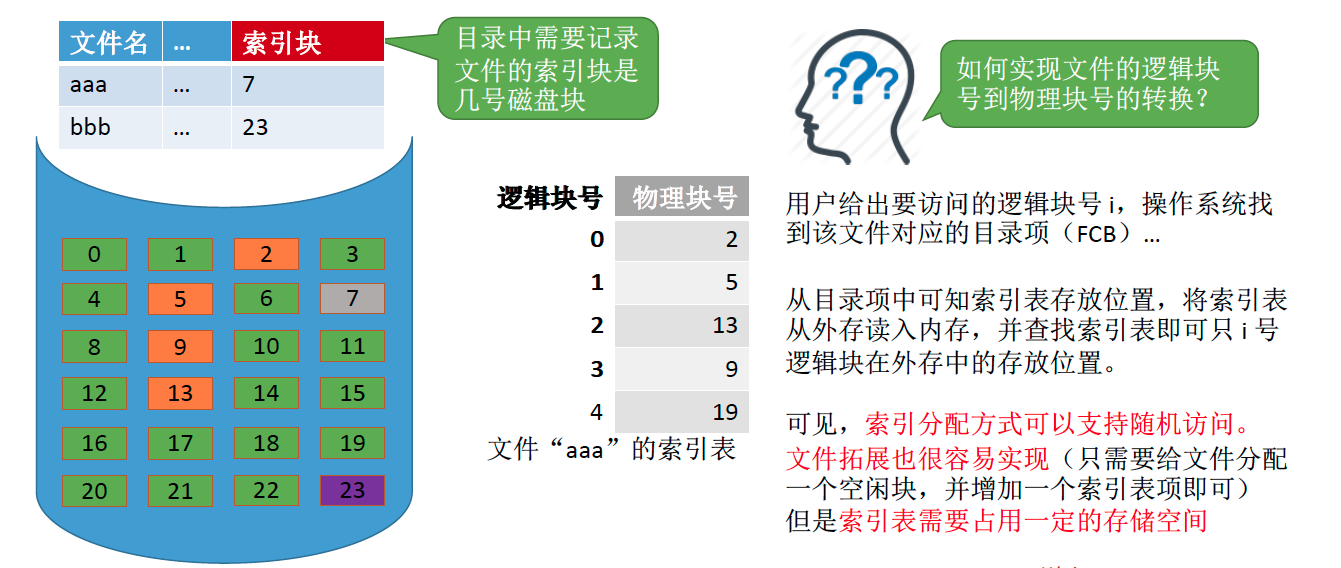 文件名 … 索引块
aaa … 7
bbb … 23
目录中需要记录
文件的索引块是
几号磁盘块
0 1 2 3
4 5 6 7
8 9 10 11
12 13 14 15
16 17 18 19
20 21 22 23
逻辑块号 物理块号
0 2
1 5
2 13
3 9
4 19
文件“aaa”的索引表
???
如何实现文件的逻辑块
号到物理块号的转换？
用户给出要访问的逻辑块号 i，操作系统找
到该文件对应的目录项（FCB）…
从目录项中可知索引表存放位置，将索引表
从外存读入内存，并查找索引表即可只 i 号
逻辑块在外存中的存放位置。
可见，索引分配方式可以支持随机访问。
文件拓展也很容易实现（只需要给文件分配
一个空闲块，并增加一个索引表项即可）
但是索引表需要占用一定的存储空间